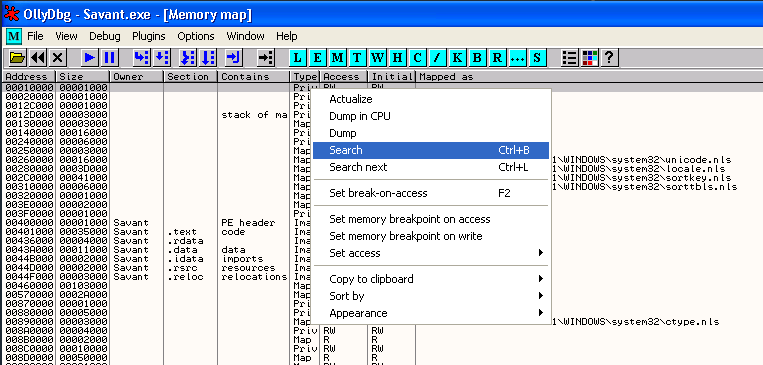 OllyDbg - Savant.exe - [Memory map]
M File View Debug Plugins Options Window Help
L E M T W H C / K B R ... S ?
Address Size Owner Section Contains Type Access Initial Mapped as
00010000 00001000 Priv RW RW
00020000 00001000 Pri
0012C000 00001000 Pri
0012D000 00003000 stack of ma Pri
00130000 00003000 Map
00140000 00016000 Pri
00240000 00006000 Pri
00250000 00003000 Map
00260000 00016000 Map 1\WINDOWS\system32\unicode.nls
00280000 0003D000 Map 1\WINDOWS\system32\locale.nls
002C0000 00041000 Map 1\WINDOWS\system32\sortkey.nls
00310000 00006000 Map 1\WINDOWS\system32\sorttbls.nls
00320000 00001000 Map
003E0000 00002000 Map
003F0000 00001000 Pri
00400000 00001000 Savant PE header Ima
00401000 00035000 Savant .text code Ima
00436000 00004000 Savant .rdata Ima
0043A000 00011000 Savant .data data Ima
0044B000 00002000 Savant .idata imports Ima
0044D000 00002000 Savant .rsrc resources Ima
0044F000 00003000 Savant .reloc relocations Ima
00460000 00103000 Map
00570000 0002A000 Map
00870000 00001000 Pri
00880000 00005000 Pri
00890000 00003000 Map 1\WINDOWS\system32\ctype.nls
008A0000 00004000 Priv RW RW
008B0000 00002000 Map R R
008C0000 00010000 Priv RW RW
008D0000 00050000 Map R R
Actualize
Dump in CPU
Dump
Search Ctrl+B
Search next Ctrl+L
Set break-on-access F2
Set memory breakpoint on access
Set memory breakpoint on write
Set access
Copy to clipboard
Sort by
Appearance